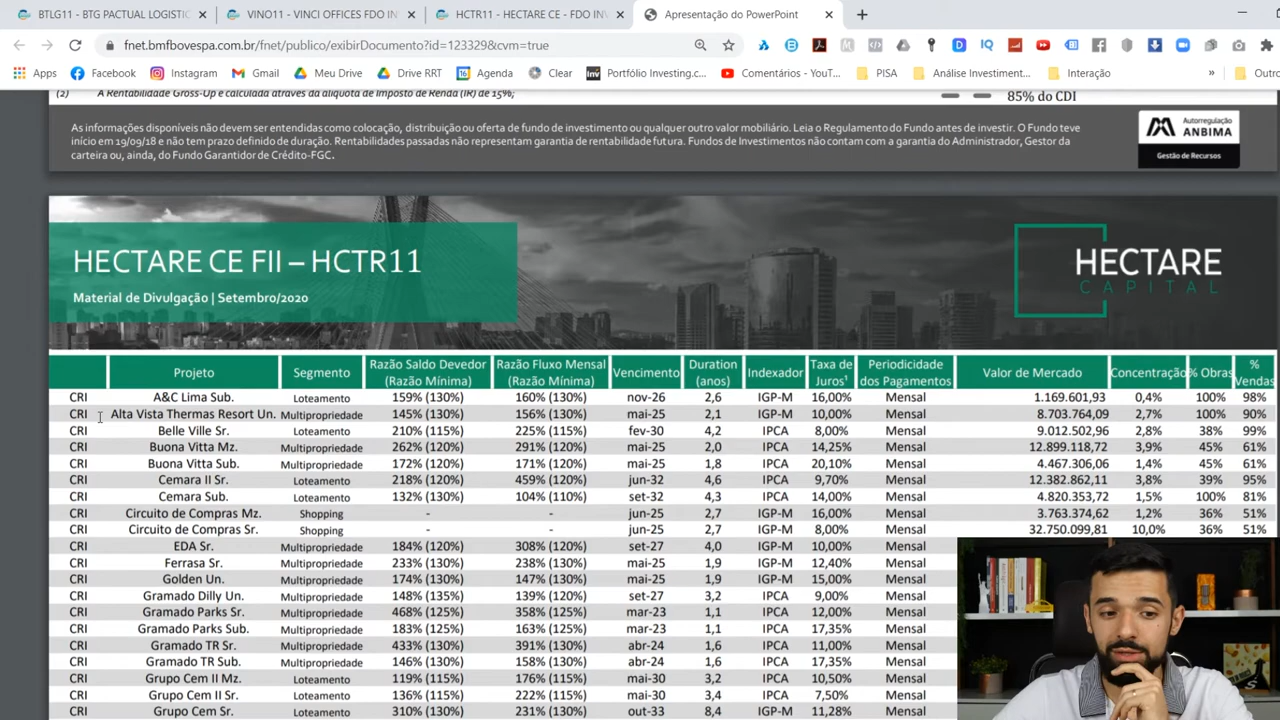 BTLG11 - BTG PACTUAL LOGISTIC
VINO11 - VINCI OFFICES FDO IN
HCTR11 - HECTARE CE - FDO INV
Apresentação do PowerPoint
fnet.bmfbovespa.com.br/fnet/publico/exibirDocumento?id=123329&cvm=true
Apps Facebook Instagram Gmail Meu Drive Drive RRT Agenda Clear Portfólio Investing.c... Comentários - YouT... PISA Análise Investiment... Interação » Outro
(2) A Rentabilidade Gross-Up é calculada através da alíquota de Imposto de Renda (IR) de 15%;
85% do CDI
As informações disponíveis não devem ser entendidas como colocação, distribuição ou oferta de fundo de investimento ou qualquer outro valor mobiliário. Leia o Regulamento do Fundo antes de investir. O Fundo teve
início em 19/09/18 e não tem prazo definido de duração. Rentabilidades passadas não representam garantia de rentabilidade futura. Fundos de Investimentos não contam com a garantia do Administrador, Gestor da
carteira ou, ainda, do Fundo Garantidor de Crédito-FGC.
Autorregulação
ANBIMA
Gestão de Recursos
HECTARE CE FII – HCTR11
Material de Divulgação | Setembro/2020
HECTARE
CAPITAL
Projeto Segmento Razão Saldo Devedor (Razão Mínima) Razão Fluxo Mensal (Razão Mínima) Vencimento Duration (anos) Indexador Taxa de Juros¹ Periodicidade dos Pagamentos Valor de Mercado Concentração % Obras % Vendas
CRI A&C Lima Sub. Loteamento 159% (130%) 160% (130%) nov-26 2,6 IGP-M 16,00% Mensal 1.169.601,93 0,4% 100% 98%
CRI Alta Vista Thermas Resort Un. Multipropriedade 145% (130%) 156% (130%) mai-25 2,1 IGP-M 10,00% Mensal 8.703.764,09 2,7% 100% 90%
CRI Belle Ville Sr. Loteamento 210% (115%) 225% (115%) fev-30 4,2 IPCA 8,00% Mensal 9.012.502,96 2,8% 38% 99%
CRI Buona Vitta Mz. Multipropriedade 262% (120%) 291% (120%) mai-25 2,0 IPCA 14,25% Mensal 12.899.118,72 3,9% 45% 61%
CRI Buona Vitta Sub. Multipropriedade 172% (120%) 171% (120%) mai-25 1,8 IPCA 20,10% Mensal 4.467.306,06 1,4% 45% 61%
CRI Cemara II Sr. Loteamento 218% (120%) 459% (120%) jun-32 4,6 IPCA 9,70% Mensal 12.382.862,11 3,8% 39% 95%
CRI Cemara Sub. Loteamento 132% (130%) 104% (110%) set-32 4,3 IPCA 14,00% Mensal 4.820.353,72 1,5% 100% 81%
CRI Circuito de Compras Mz. Shopping - - jun-25 2,7 IGP-M 16,00% Mensal 3.763.374,62 1,2% 36% 51%
CRI Circuito de Compras Sr. Shopping - - jun-25 2,7 IGP-M 8,00% Mensal 32.750.099,81 10,0% 36% 51%
CRI EDA Sr. Multipropriedade 184% (120%) 308% (120%) set-27 4,0 IGP-M 10,00% Mensal
CRI Ferrasa Sr. Multipropriedade 233% (120%) 238% (120%) mai-25 1,9 IGP-M 12,40% Mensal
CRI Golden Un. Multipropriedade 174% (120%) 147% (130%) mai-25 1,9 IGP-M 15,00% Mensal
CRI Gramado Dilly Un. Multipropriedade 148% (135%) 139% (120%) set-26 3,2 IPCA 9,00% Mensal
CRI Gramado Parks Sr. Multipropriedade 468% (125%) 358% (125%) mar-23 1,1 IPCA 12,00% Mensal
CRI Gramado Parks Sub. Multipropriedade 183% (125%) 143% (125%) mar-23 1,1 IPCA 17,35% Mensal
CRI Gramado TR Sr. Multipropriedade 433% (120%) 391% (120%) abr-24 1,6 IPCA 11,00% Mensal
CRI Gramado TR Sub. Multipropriedade 146% (130%) 158% (130%) abr-24 1,6 IPCA 17,35% Mensal
CRI Grupo Cem II Mz. Loteamento 119% (115%) 176% (115%) mai-30 3,2 IPCA 10,50% Mensal
CRI Grupo Cem II Sr. Loteamento 136% (115%) 222% (115%) mai-30 3,4 IPCA 7,50% Mensal
CRI Grupo Cem Sr. Loteamento 310% (120%) 231% (120%) out-33 8,4 IGP-M 11,28% Mensal